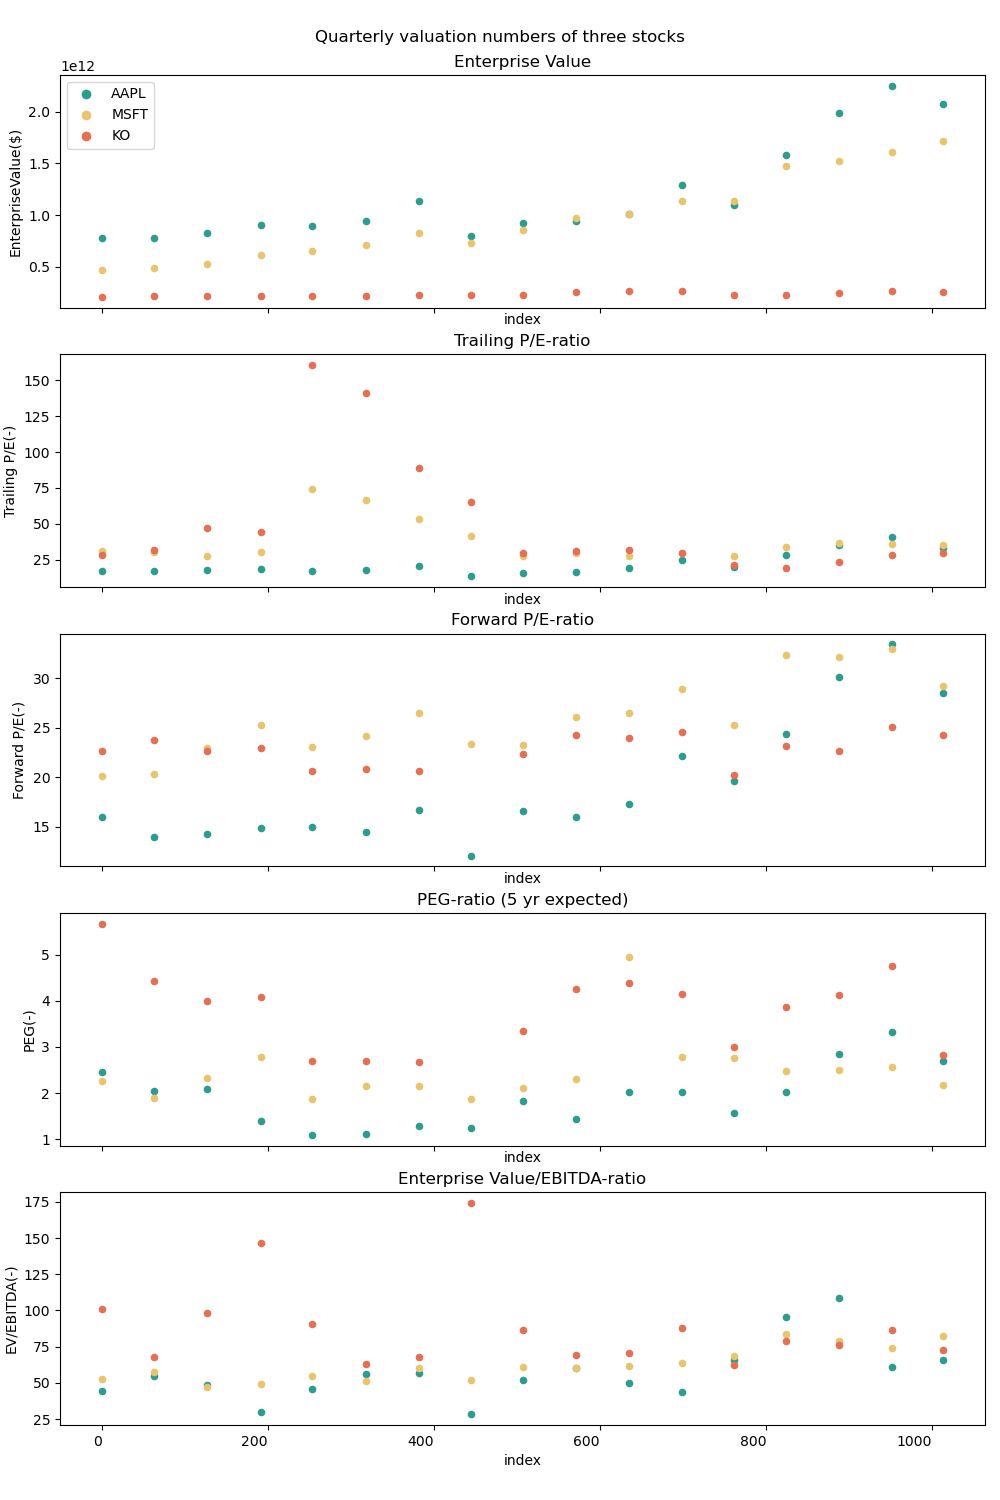 Quarterly valuation numbers of three stocks
Enterprise Value
1e12
AAPL
MSFT
KO
EnterpriseValue($)
2.0
1.5
1.0
0.5
index
Trailing P/E-ratio
Trailing P/E(-)
150
125
100
75
50
25
index
Forward P/E-ratio
Forward P/E(-)
30
25
20
15
index
PEG-ratio (5 yr expected)
PEG(-)
5
4
3
2
1
index
Enterprise Value/EBITDA-ratio
EV/EBITDA(-)
175
150
125
100
75
50
25
0 200 400 600 800 1000
index